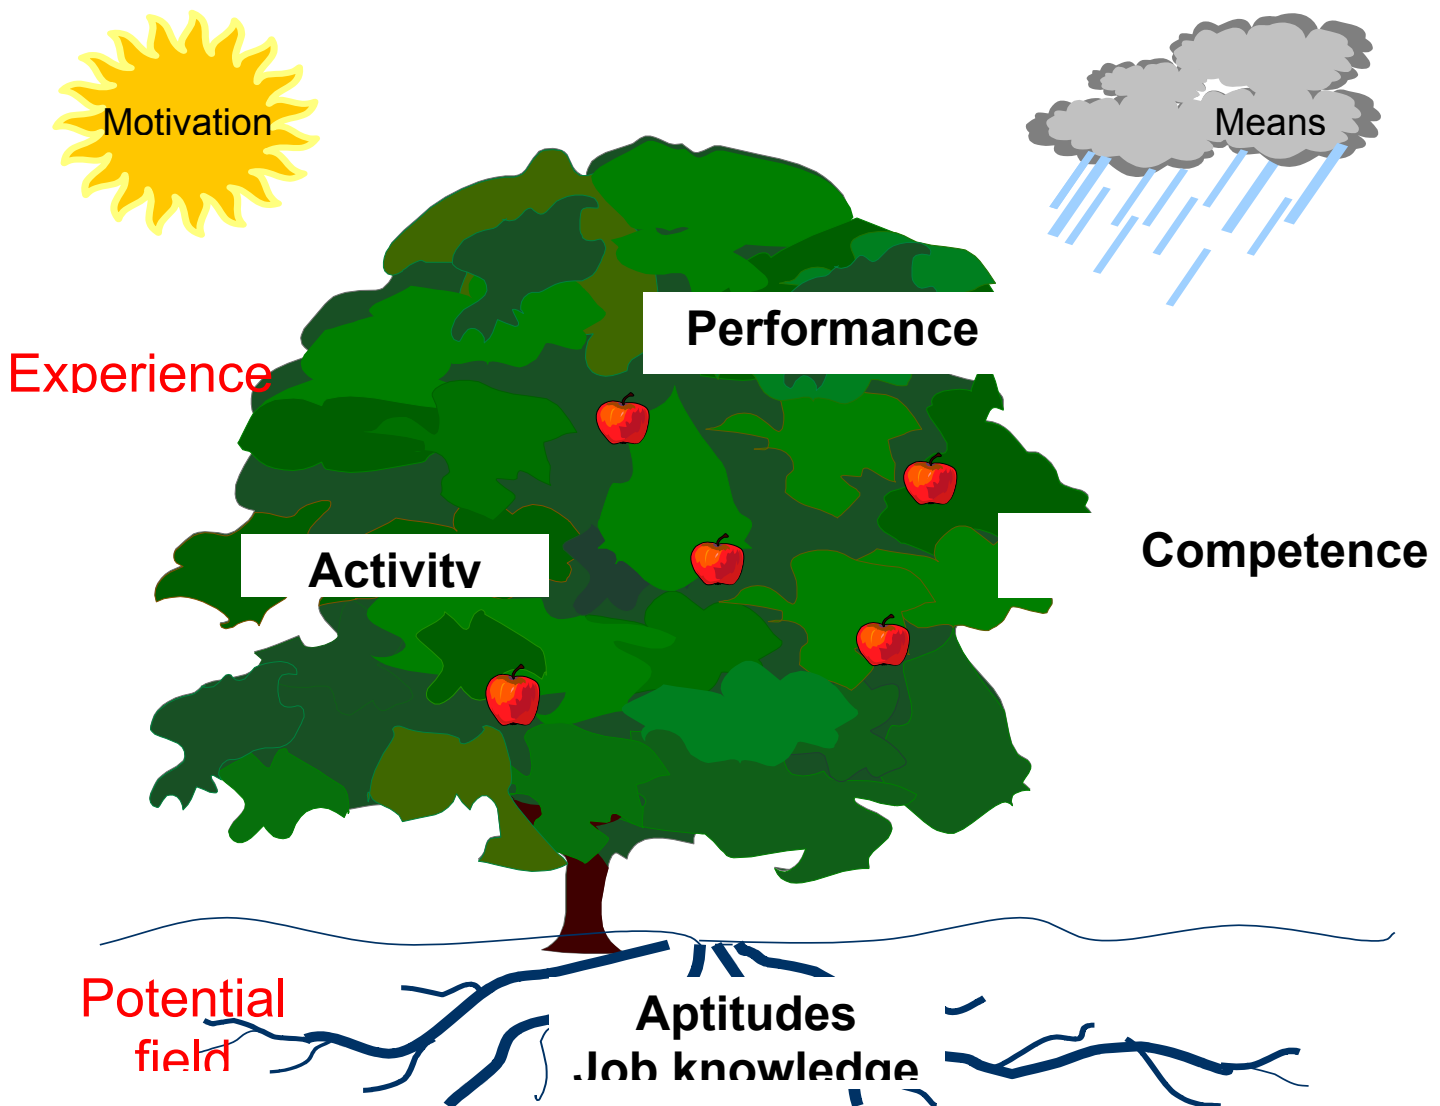 Motivation
Means
Performance
Experience
Competence
Activity
Potential
field
Aptitudes
Job knowledge